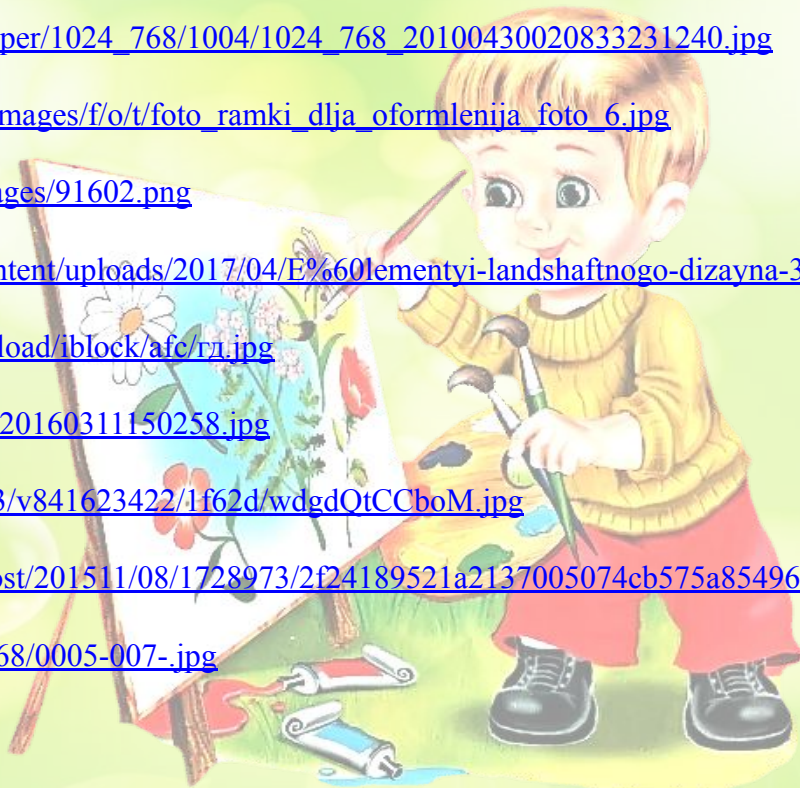 per/1024_768/1004/1024_768_20100430020833231240.jpg
mages/f/o/t/foto_ramki_dlja_oformlenija_foto_6.jpg
ages/91602.png
ntent/uploads/2017/04/E%60lementyi-landshaftnogo-dizayna-3
load/iblock/afc/гд.jpg
20160311150258.jpg
3/v841623422/1f62d/wdgdQtCCboM.jpg
ost/201511/08/1728973/2f24189521a2137005074cb575a85496
68/0005-007-.jpg